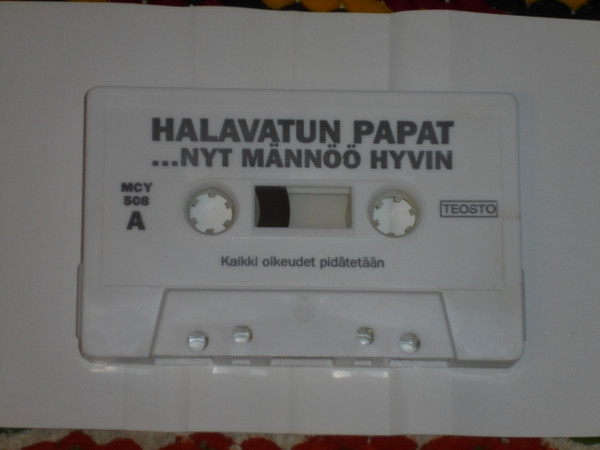 HALAVATUN PAPAT
...NYT MÄNNÖÖ HYVIN
MCY
508
A
TEOSTO
Kaikki oikeudet pidätetään